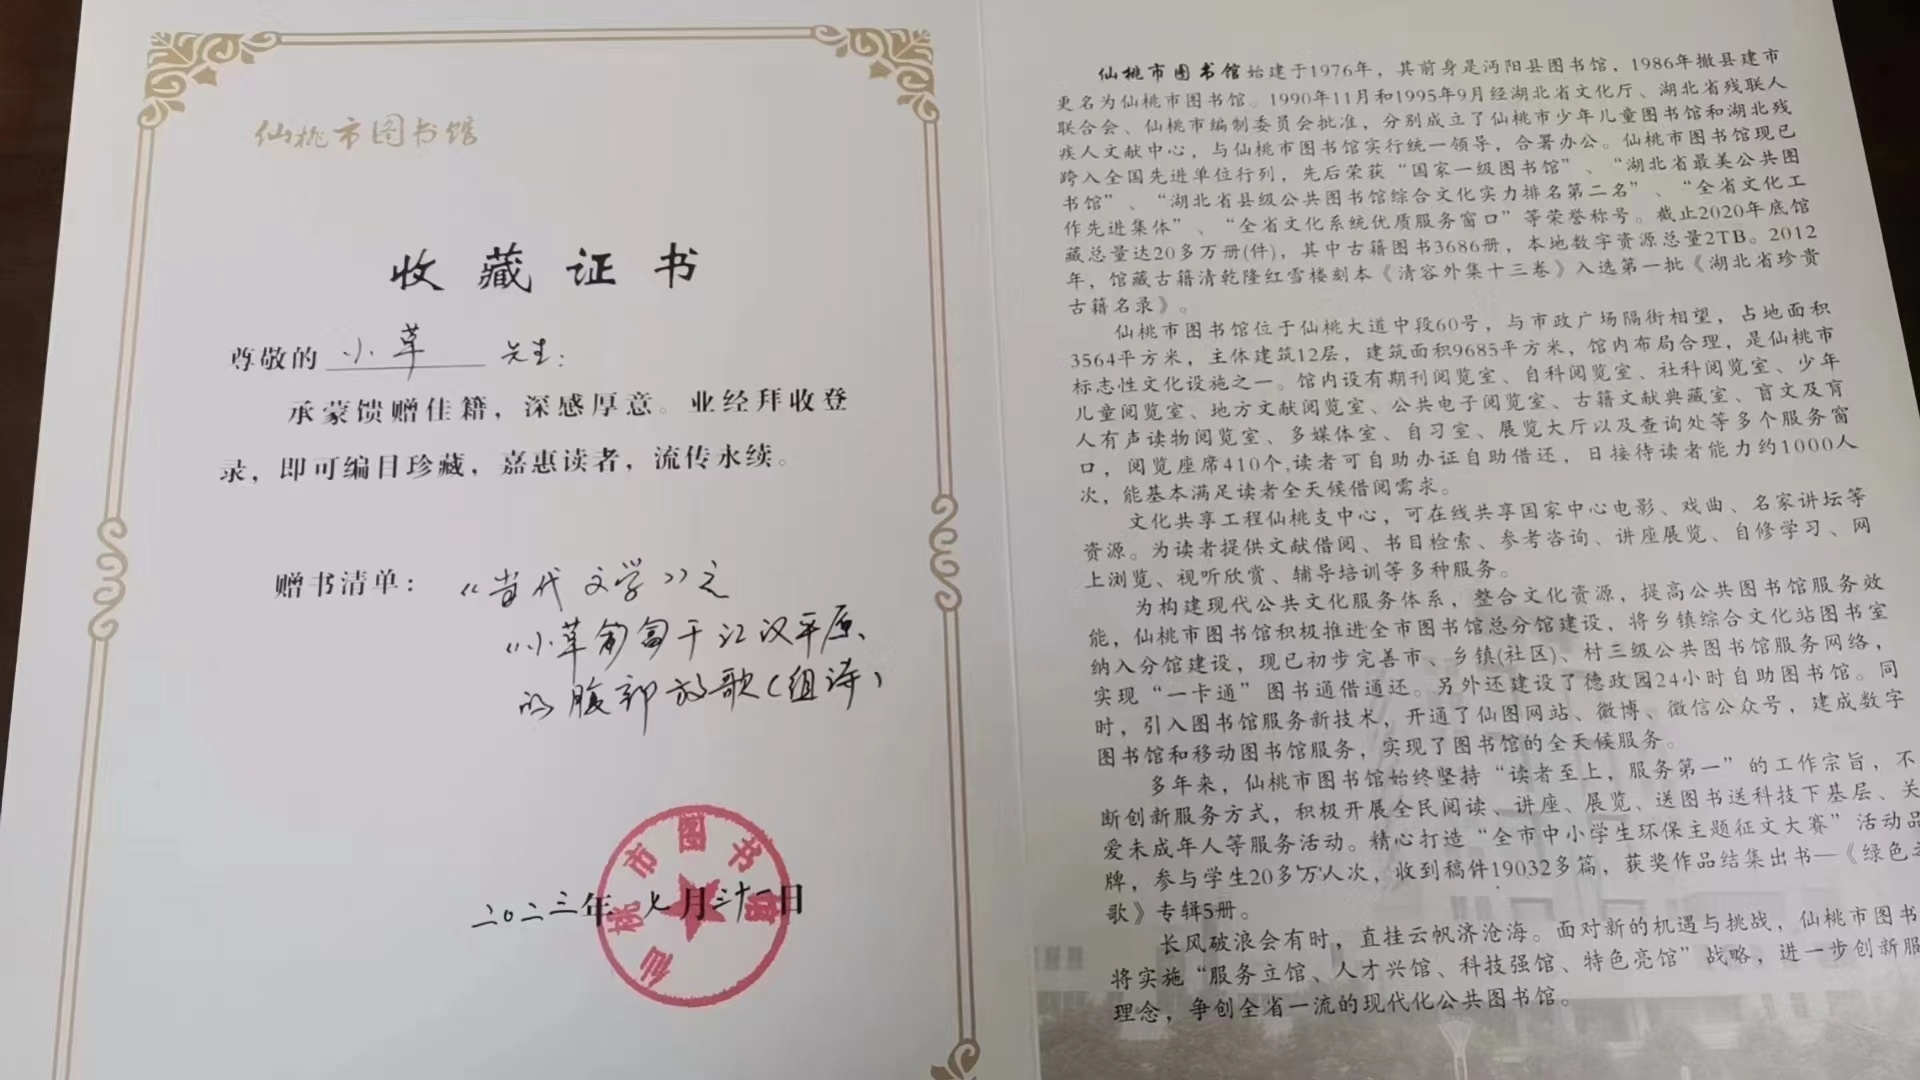 仙桃市图书馆
收藏证书
尊敬的 小草 先生：
承蒙馈赠佳籍，深感厚意。业经拜收登
录，即可编目珍藏，嘉惠读者，流传永续。
赠书清单：《当代文学》之
《小草匍匐于江汉平原
的腹部放歌（组诗）
二〇二三年 七月三十一日
仙桃市图书馆
仙桃市图书馆始建于1976年，其前身是沔阳县图书馆，1986年撤县建市
更名为仙桃市图书馆。1990年11月和1995年9月经湖北省文化厅、湖北省残联人
联合会、仙桃市编制委员会批准，分别成立了仙桃市少年儿童图书馆和湖北残
疾人文献中心，与仙桃市图书馆实行统一领导，合署办公。仙桃市图书馆现已
跨入全国先进单位行列，先后荣获“国家一级图书馆”、“湖北省最美公共图
书馆”、“湖北省县级公共图书馆综合文化实力排名第二名”、“全省文化工
作先进集体”、“全省文化系统优质服务窗口”等荣誉称号。截止2020年底馆
藏总量达20多万册(件)，其中古籍图书3686册，本地数字资源总量2TB。2012
年，馆藏古籍清乾隆红雪楼刻本《清容外集十三卷》入选第一批《湖北省珍贵
古籍名录》。
仙桃市图书馆位于仙桃大道中段60号，与市政广场隔街相望，占地面积
3564平方米，主体建筑12层，建筑面积9685平方米，馆内布局合理，是仙桃市
标志性文化设施之一。馆内设有期刊阅览室、自科阅览室、社科阅览室、少年
儿童阅览室、地方文献阅览室、公共电子阅览室、古籍文献典藏室、盲文及盲
人有声读物阅览室、多媒体室、自习室、展览大厅以及查询处等多个服务窗
口，阅览座席410个,读者可自助办证自助借还，日接待读者能力约1000人
次，能基本满足读者全天候借阅需求。
文化共享工程仙桃支中心，可在线共享国家中心电影、戏曲、名家讲坛等
资源。为读者提供文献借阅、书目检索、参考咨询、讲座展览、自修学习、网
上浏览、视听欣赏、辅导培训等多种服务。
为构建现代公共文化服务体系，整合文化资源，提高公共图书馆服务效
能，仙桃市图书馆积极推进全市图书馆总分馆建设，将乡镇综合文化站图书室
纳入分馆建设，现已初步完善市、乡镇(社区)、村三级公共图书馆服务网络，
实现“一卡通”图书通借通还。另外还建设了德政园24小时自助图书馆。同
时，引入图书馆服务新技术，开通了仙图网站、微博、微信公众号，建成数字
图书馆和移动图书馆服务，实现了图书馆的全天候服务。
多年来，仙桃市图书馆始终坚持“读者至上，服务第一”的工作宗旨，不
断创新服务方式，积极开展全民阅读、讲座、展览、送图书送科技下基层、关
爱未成年人等服务活动。精心打造“全市中小学生环保主题征文大赛”活动品
牌，参与学生20多万人次，收到稿件19032多篇，获奖作品结集出书—《绿色
歌》专辑5册。
长风破浪会有时，直挂云帆济沧海。面对新的机遇与挑战，仙桃市图书
将实施“服务立馆、人才兴馆、科技强馆、特色亮馆”战略，进一步创新服
理念，争创全省一流的现代化公共图书馆。